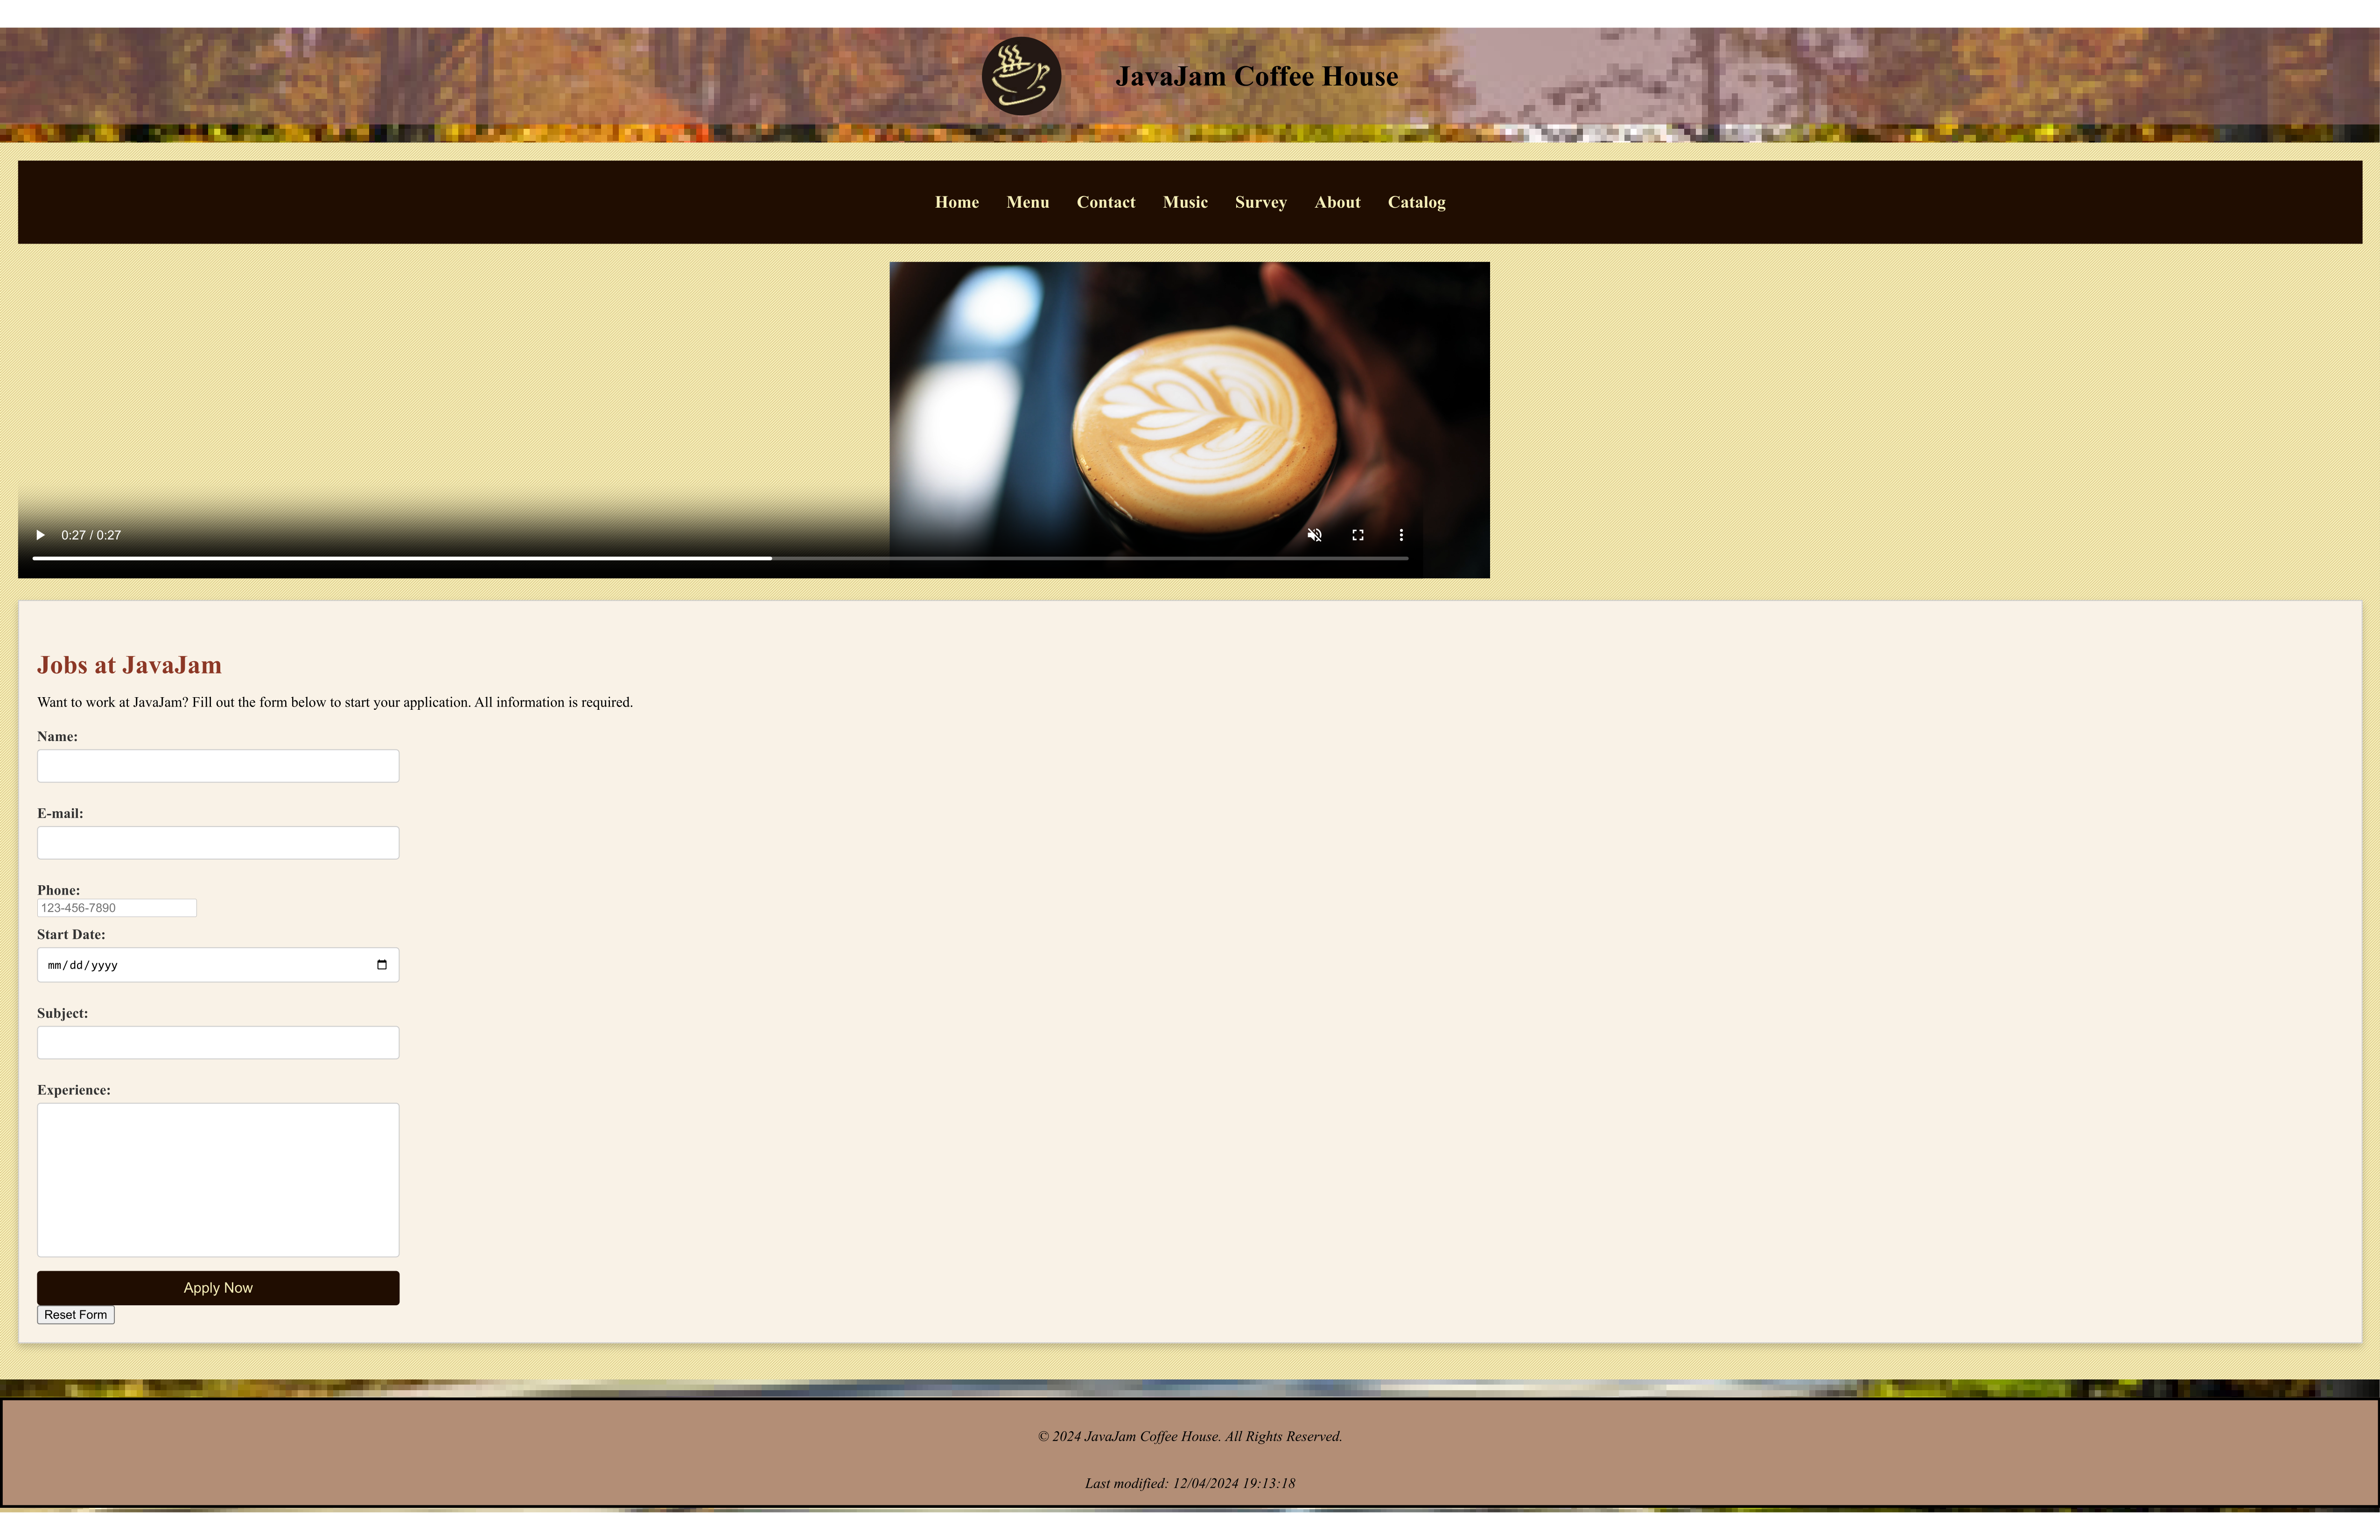 JavaJam Coffee House
Home Menu Contact Music Survey About Catalog
0:27 / 0:27
Jobs at JavaJam
Want to work at JavaJam? Fill out the form below to start your application. All information is required.
Name:
E-mail:
Phone:
123-456-7890
Start Date:
mm/dd/yyyy
Subject:
Experience:
Apply Now
Reset Form
© 2024 JavaJam Coffee House. All Rights Reserved.
Last modified: 12/04/2024 19:13:18